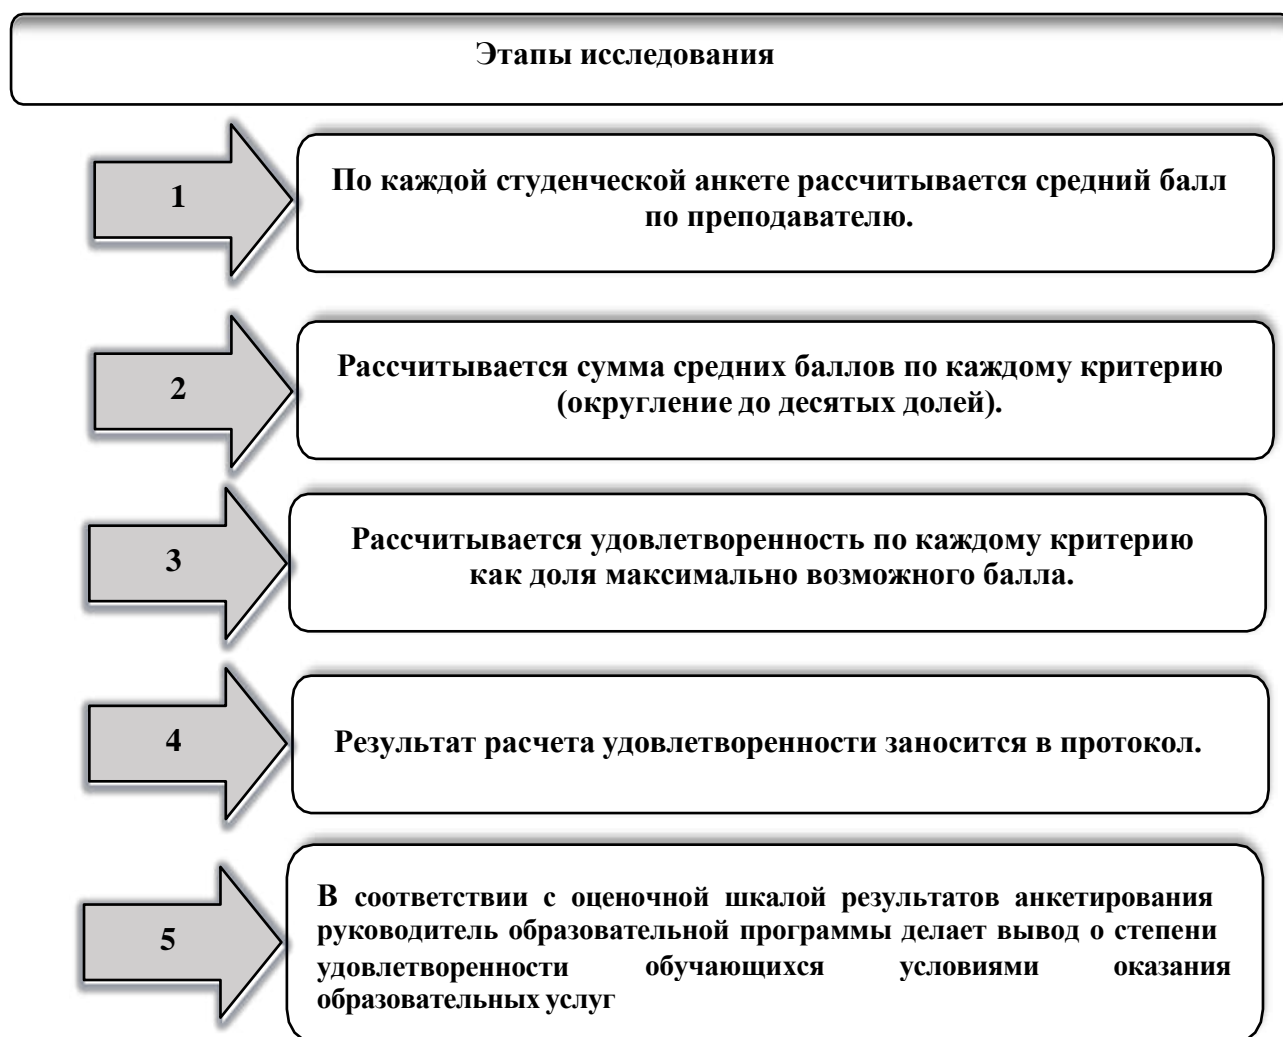 Этапы исследования
1
По каждой студенческой анкете рассчитывается средний балл
по преподавателю.
2
Рассчитывается сумма средних баллов по каждому критерию
(округление до десятых долей).
3
Рассчитывается удовлетворенность по каждому критерию
как доля максимально возможного балла.
4
Результат расчета удовлетворенности заносится в протокол.
5
В соответствии с оценочной шкалой результатов анкетирования
руководитель образовательной программы делает вывод о степени
удовлетворенности обучающихся условиями оказания
образовательных услуг